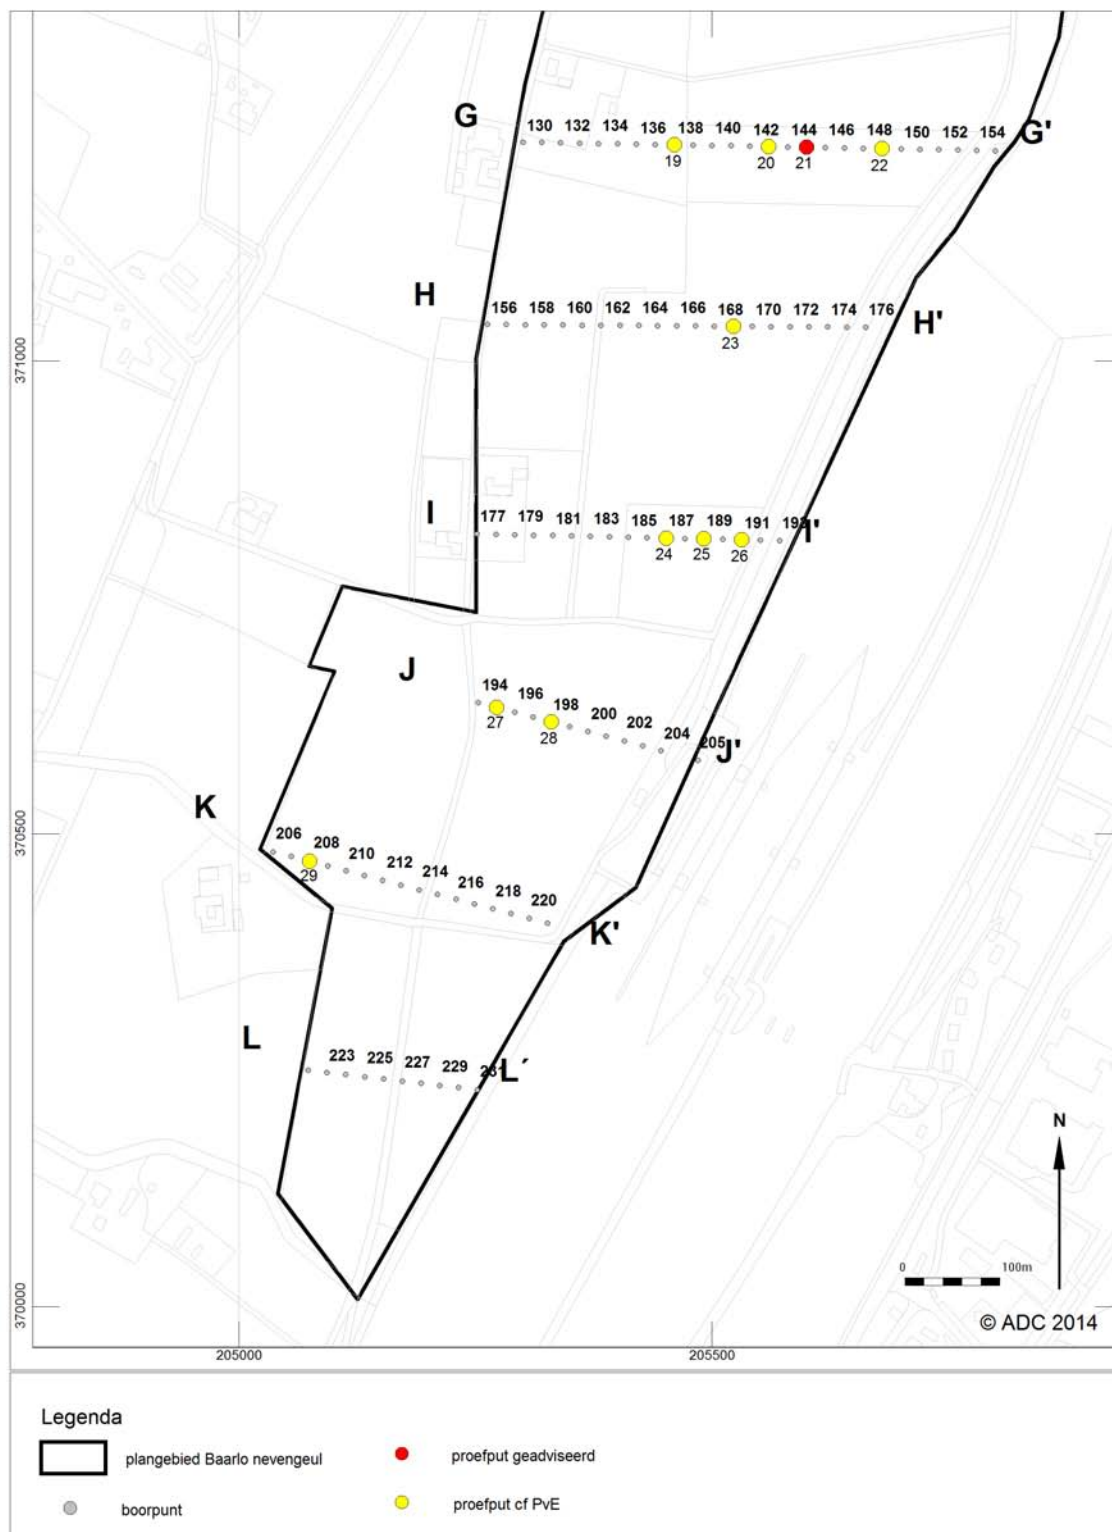 G 130 132 134 136 138 140 142 144 146 148 150 152 154 G'
19 20 21 22
H 156 158 160 162 164 166 168 170 172 174 176 H'
23
371000
I 177 179 181 183 185 187 189 191 193 I'
24 25 26
J 194 196 198 200 202 204 205 J'
27 28
K 206 208 210 212 214 216 218 220 K'
370500
29
L 223 225 227 229 231 L´
N
0 100m
370000
© ADC 2014
205000 205500
Legenda
plangebied Baarlo nevengeul
proefput geadviseerd
boorpunt
proefput cf PvE